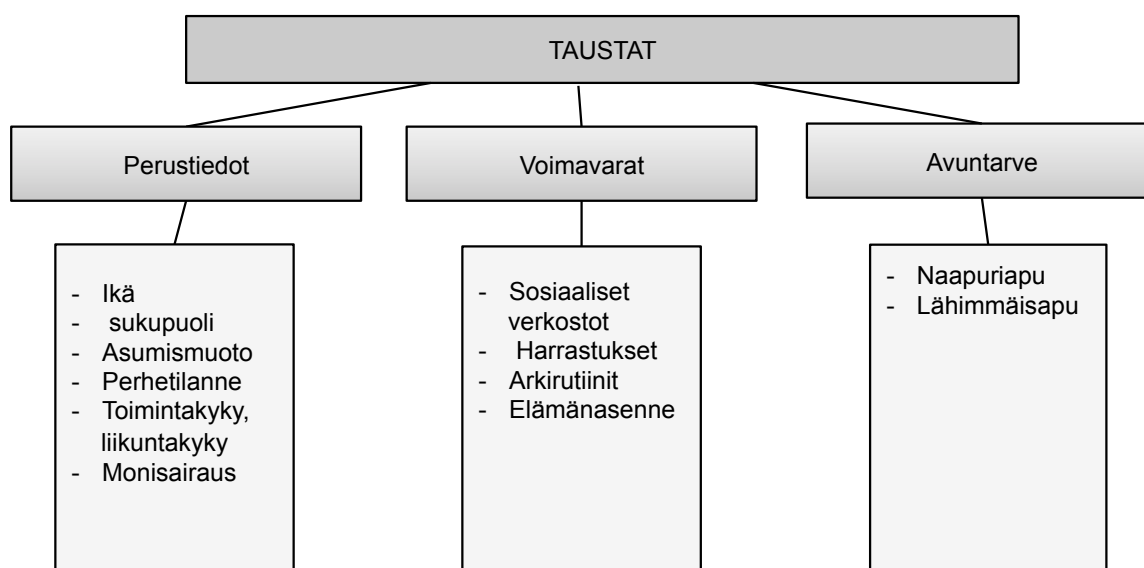 TAUSTAT
Perustiedot
Voimavarat
Avuntarve
- Ikä
- sukupuoli
- Asumismuoto
- Perhetilanne
- Toimintakyky,
liikuntakyky
- Monisairaus
- Sosiaaliset
verkostot
- Harrastukset
- Arkirutiinit
- Elämänasenne
- Naapuriapu
- Lähimmäisapu